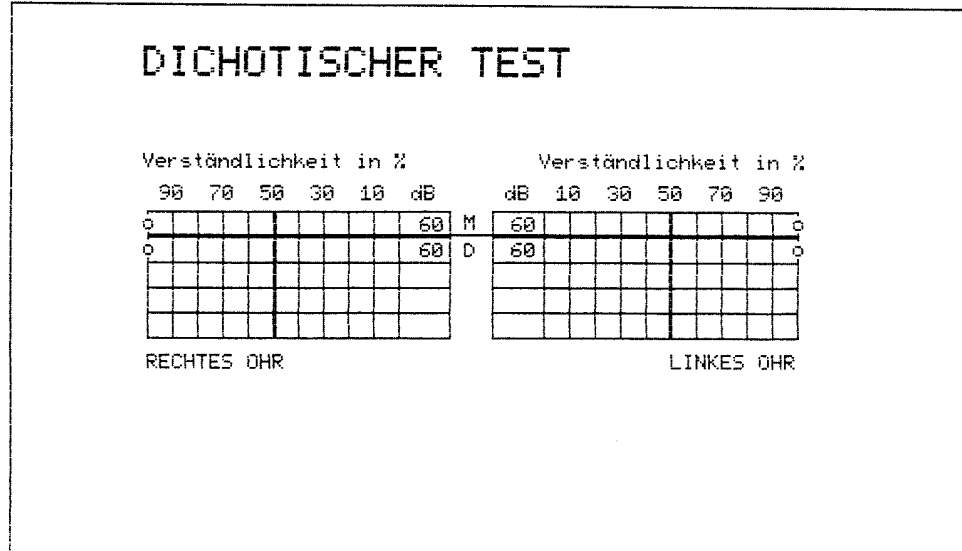 DICHOTISCHER TEST
Verständlichkeit in % Verständlichkeit in %
90 70 50 30 10 dB dB 10 30 50 70 90
60 M 60
60 D 60
RECHTES OHR LINKES OHR